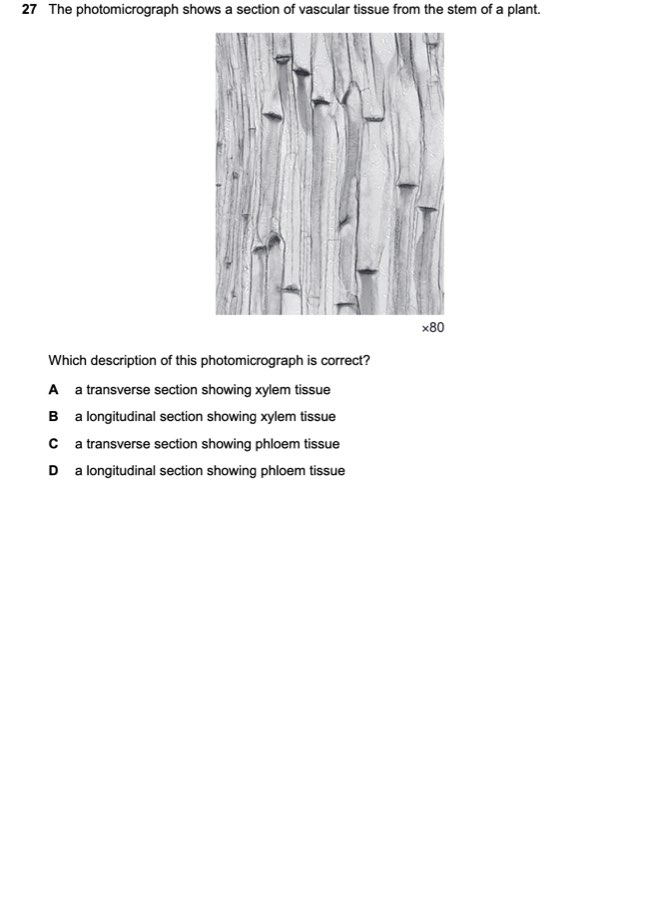 27 The photomicrograph shows a section of vascular tissue from the stem of a plant.
×80
Which description of this photomicrograph is correct?
A a transverse section showing xylem tissue
B a longitudinal section showing xylem tissue
C a transverse section showing phloem tissue
D a longitudinal section showing phloem tissue